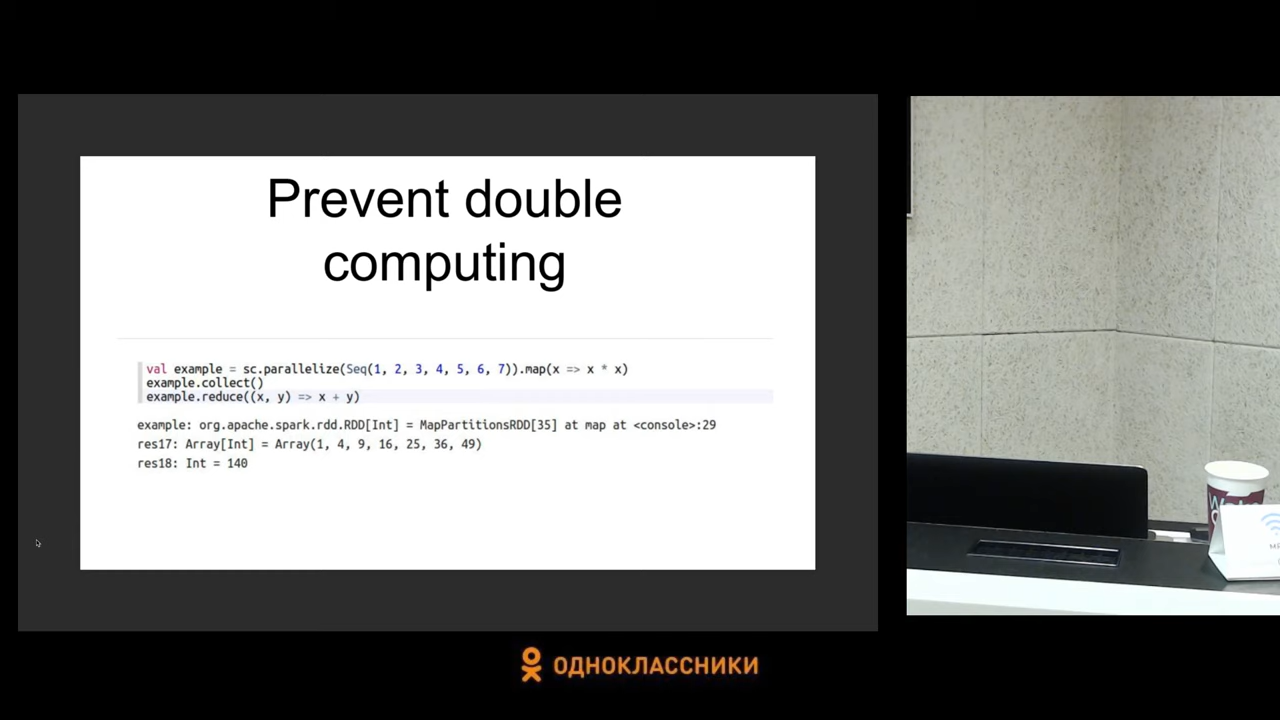 Prevent double
computing
val example = sc.parallelize(Seq(1, 2, 3, 4, 5, 6, 7)).map(x => x * x)
example.collect()
example.reduce((x, y) => x + y)
example: org.apache.spark.rdd.RDD[Int] = MapPartitionsRDD[35] at map at <console>:29
res17: Array[Int] = Array(1, 4, 9, 16, 25, 36, 49)
res18: Int = 140
ОДНОКЛАССНИКИ